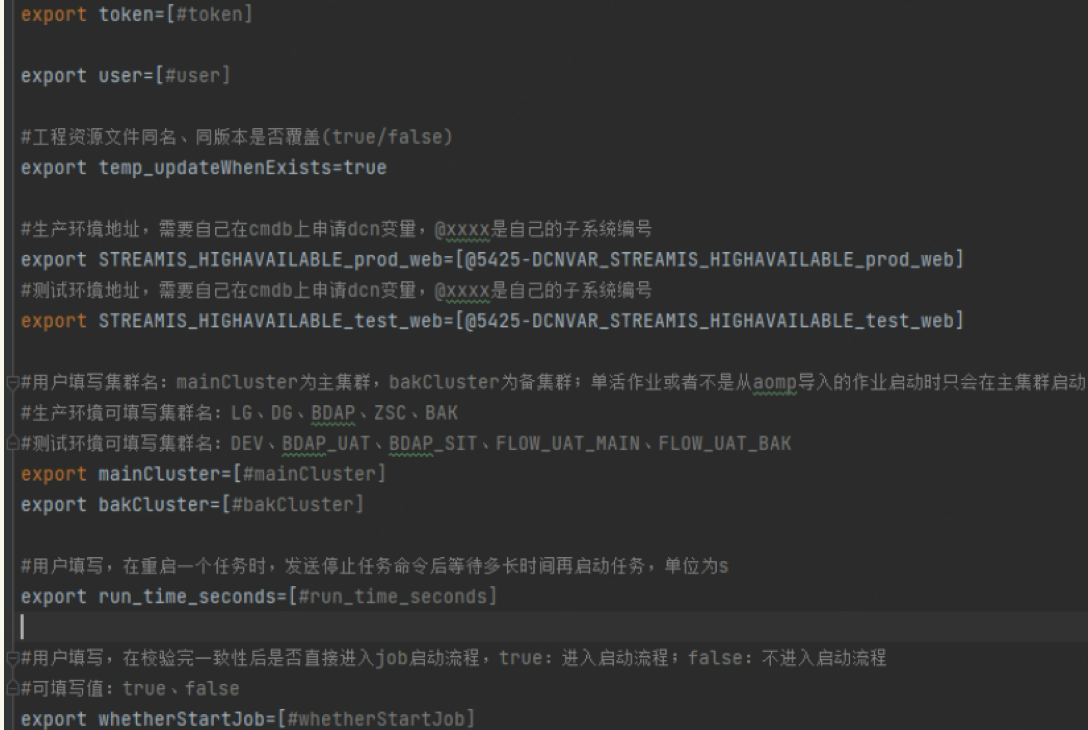 export token=[#token]
export user=[#user]
#工程资源文件同名、同版本是否覆盖(true/false)
export temp_updateWhenExists=true
#生产环境地址，需要自己在cmdb上申请dcn变量，@xxxx是自己的子系统编号
export STREAMIS_HIGHAVAILABLE_prod_web=[@5425-DCNVAR_STREAMIS_HIGHAVAILABLE_prod_web]
#测试环境地址，需要自己在cmdb上申请dcn变量，@xxxx是自己的子系统编号
export STREAMIS_HIGHAVAILABLE_test_web=[@5425-DCNVAR_STREAMIS_HIGHAVAILABLE_test_web]
#用户填写集群名：mainCluster为主集群，bakCluster为备集群；单活作业或者不是从aomp导入的作业启动时只会在主集群启动
#生产环境可填写集群名：LG、DG、BDAP、ZSC、BAK
#测试环境可填写集群名：DEV、BDAP_UAT、BDAP_SIT、FLOW_UAT_MAIN、FLOW_UAT_BAK
export mainCluster=[#mainCluster]
export bakCluster=[#bakCluster]
#用户填写，在重启一个任务时，发送停止任务命令后等待多长时间再启动任务，单位为s
export run_time_seconds=[#run_time_seconds]
#用户填写，在校验完一致性后是否直接进入job启动流程，true：进入启动流程；false：不进入启动流程
#可填写值：true、false
export whetherStartJob=[#whetherStartJob]